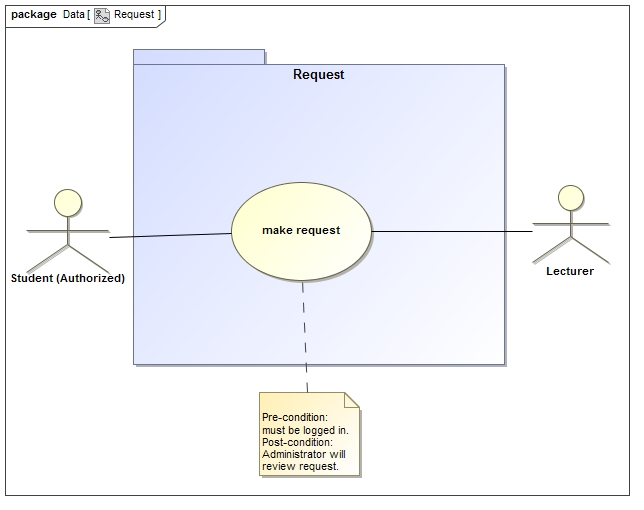 package Data [ Request ]
Request
make request
Student (Authorized)
Lecturer
Pre-condition:
must be logged in.
Post-condition:
Administrator will
review request.